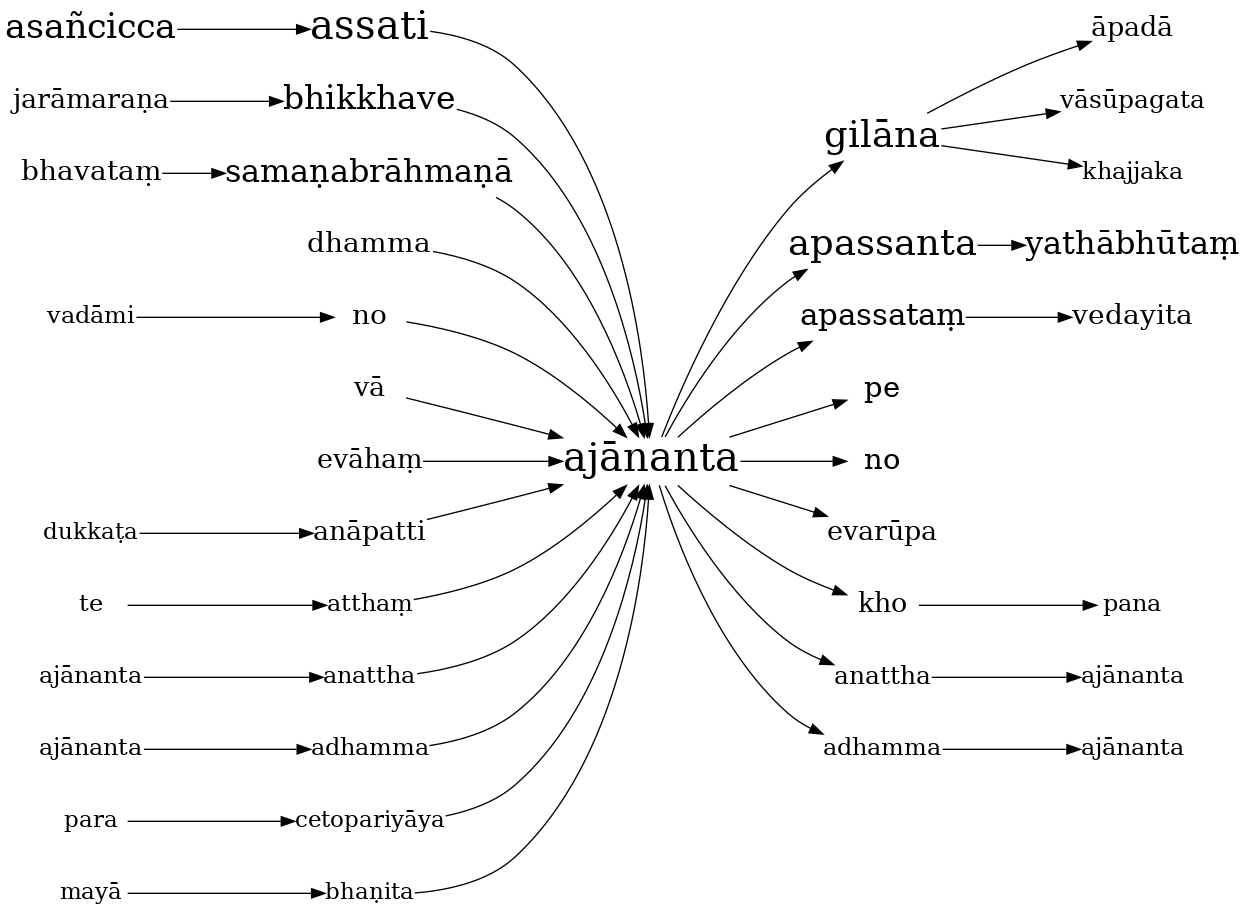 asañcicca assati āpadā
jarāmaraṇa bhikkhave vāsūpagata
gilāna
bhavataṃ samaṇabrāhmaṇā khajjaka
dhamma apassanta yathābhūtaṃ
vadāmi no apassataṃ vedayita
vā pe
evāhaṃ ajānanta no
dukkaṭa anāpatti evarūpa
te atthaṃ kho pana
ajānanta anattha anattha ajānanta
ajānanta adhamma adhamma ajānanta
para cetopariyāya
mayā bhaṇita